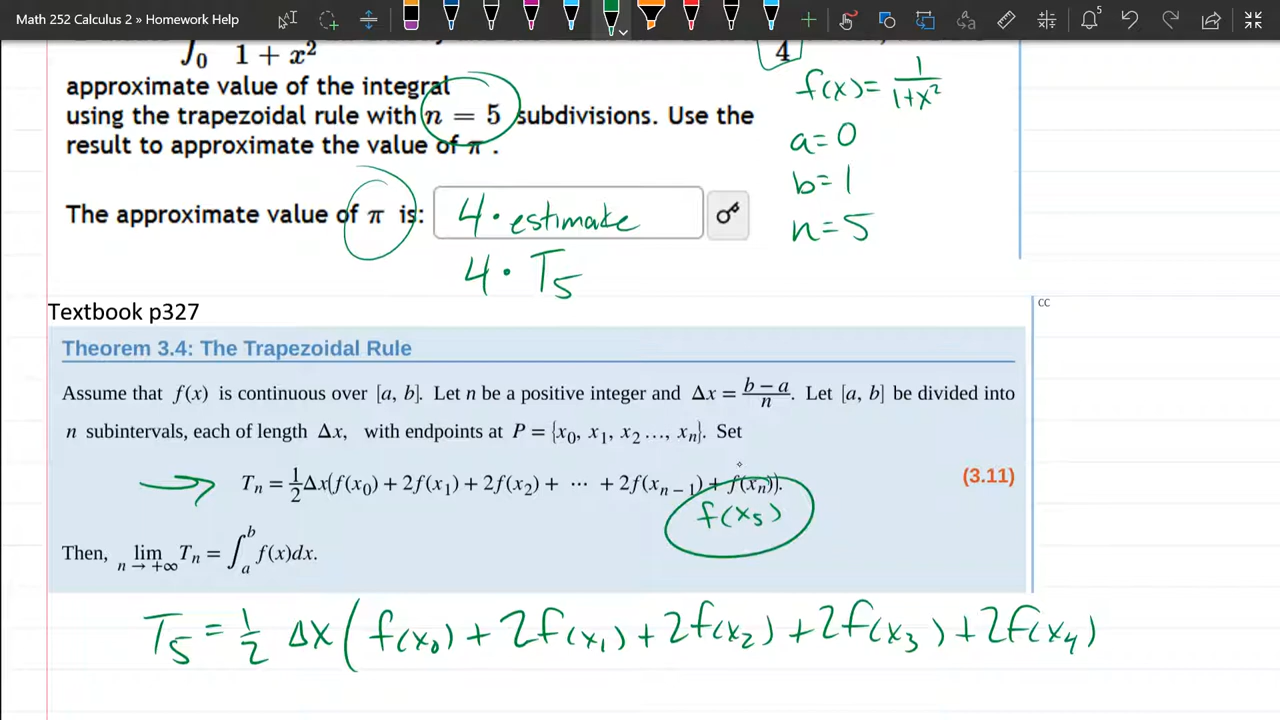 Math 252 Calculus 2 » Homework Help
5
∫₀ 1 + x²
4
approximate value of the integral
using the trapezoidal rule with n = 5 subdivisions. Use the
result to approximate the value of π .
f(x)= 1/(1+x²)
a=0
b=1
n=5
The approximate value of π is: 4 · estimate
4 · T₅
Textbook p327
CC
Theorem 3.4: The Trapezoidal Rule
Assume that f(x) is continuous over [a, b]. Let n be a positive integer and Δx = (b − a)/n. Let [a, b] be divided into
n subintervals, each of length Δx, with endpoints at P = {x₀, x₁, x₂ …, xₙ}. Set
Tₙ = ½Δx(f(x₀) + 2f(x₁) + 2f(x₂) + ⋯ + 2f(xₙ₋₁) + f(xₙ)). (3.11)
f(x₅)
Then, lim n → +∞ Tₙ = ∫ₐᵇ f(x)dx.
T₅ = ½ Δx (f(x₀) + 2f(x₁) + 2f(x₂) + 2f(x₃) + 2f(x₄)